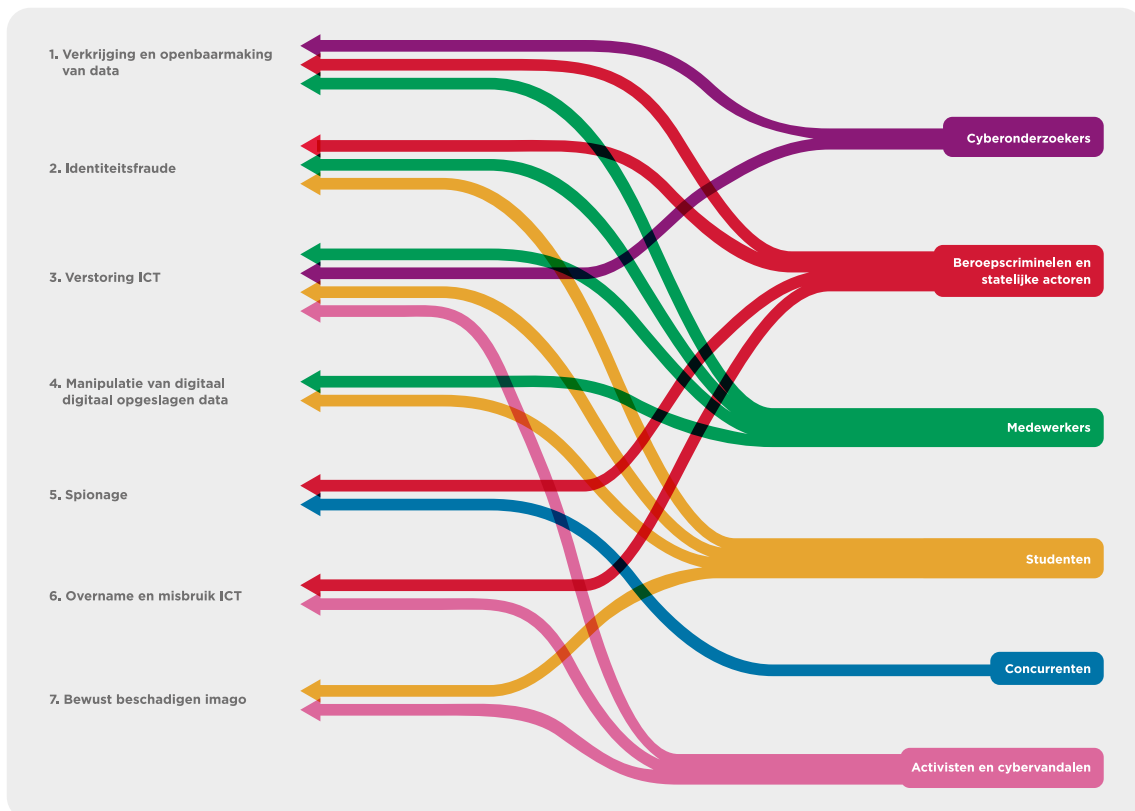 1. Verkrijging en openbaarmaking
van data
2. Identiteitsfraude
3. Verstoring ICT
4. Manipulatie van digitaal
digitaal opgeslagen data
5. Spionage
6. Overname en misbruik ICT
7. Bewust beschadigen imago
Cyberonderzoekers
Beroepscriminelen en
statelijke actoren
Medewerkers
Studenten
Concurrenten
Activisten en cybervandalen